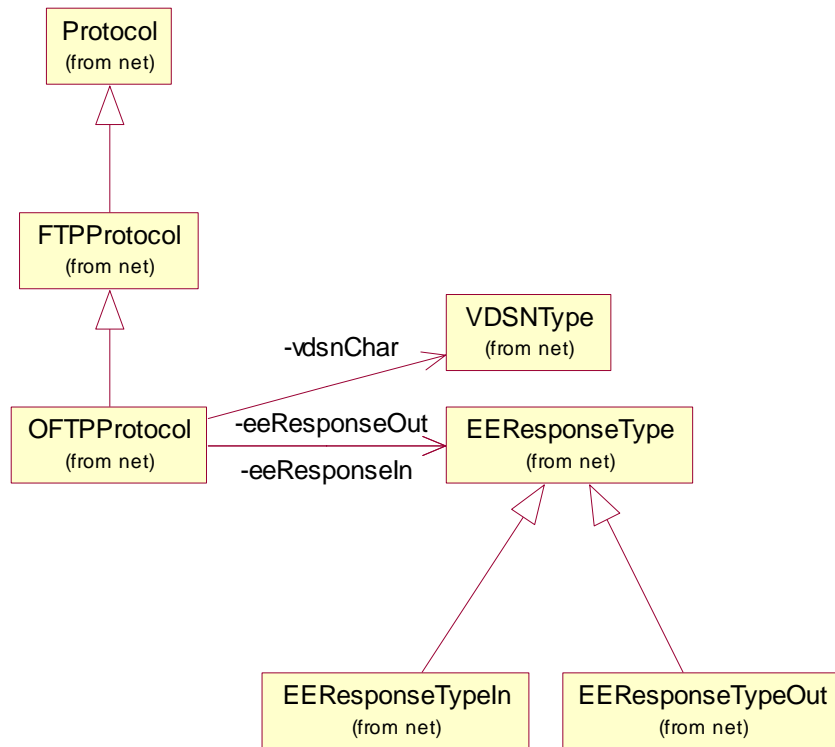 Protocol
(from net)
FTPProtocol
(from net)
VDSNType
(from net)
-vdsnChar
OFTPProtocol
(from net)
-eeResponseOut
-eeResponseIn
EEResponseType
(from net)
EEResponseTypeIn
(from net)
EEResponseTypeOut
(from net)